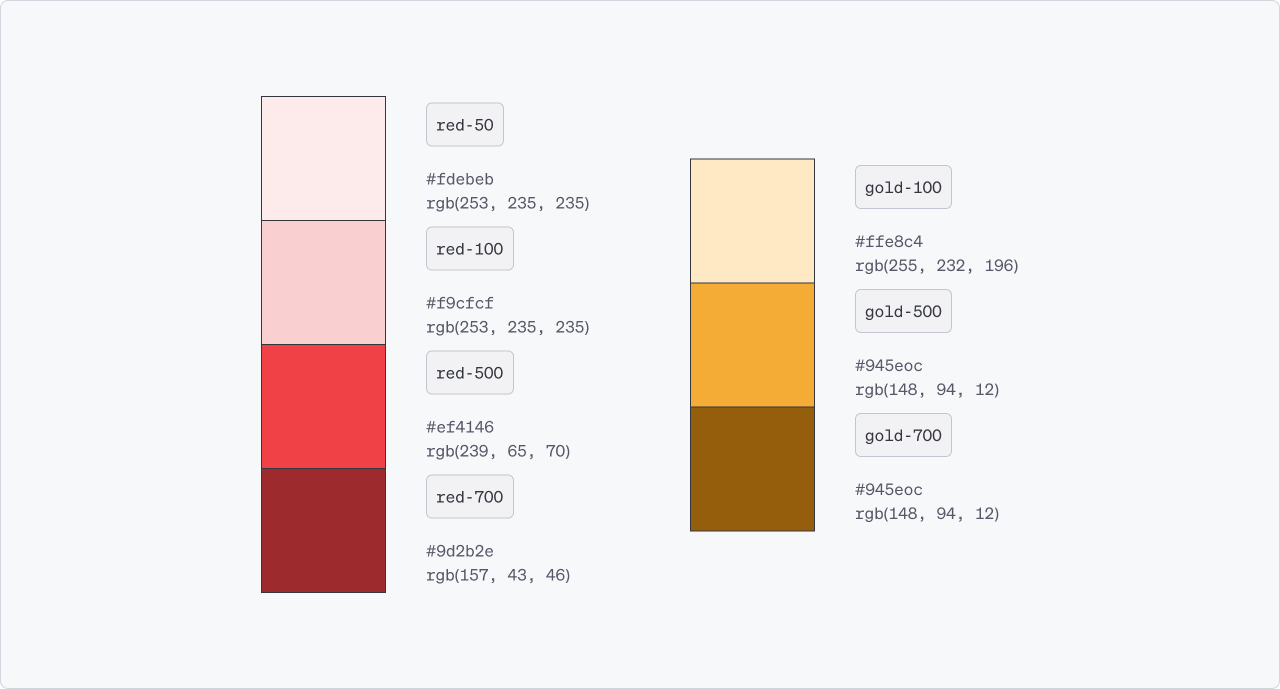 red-50
#fdebeb
rgb(253, 235, 235)
red-100
#f9cfcf
rgb(253, 235, 235)
red-500
#ef4146
rgb(239, 65, 70)
red-700
#9d2b2e
rgb(157, 43, 46)
gold-100
#ffe8c4
rgb(255, 232, 196)
gold-500
#945eoc
rgb(148, 94, 12)
gold-700
#945eoc
rgb(148, 94, 12)